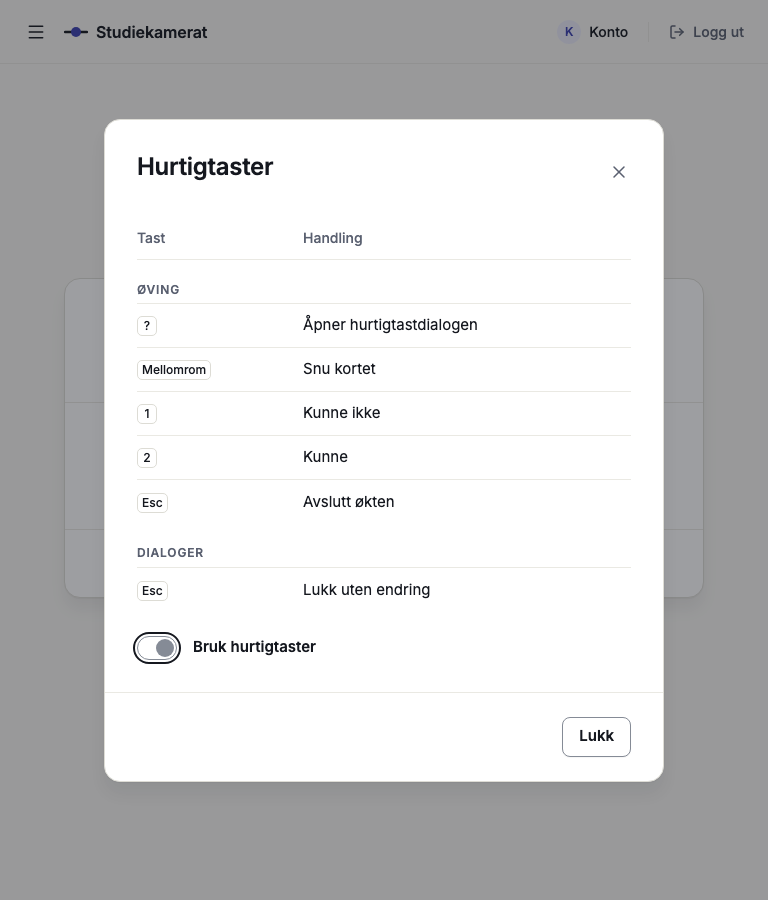 Studiekamerat
K Konto Logg ut
Hurtigtaster
Tast Handling
ØVING
? Åpner hurtigtastdialogen
Mellomrom Snu kortet
1 Kunne ikke
2 Kunne
Esc Avslutt økten
DIALOGER
Esc Lukk uten endring
Bruk hurtigtaster
Lukk